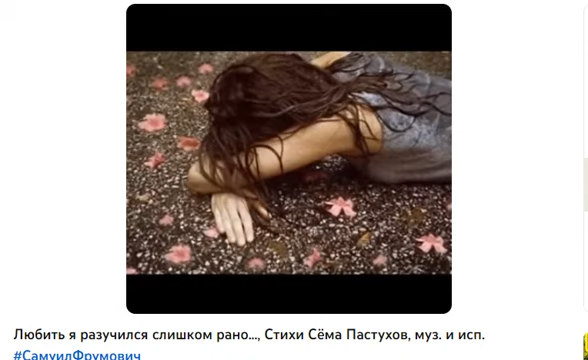 Любить я разучился слишком рано..., Стихи Сёма Пастухов, муз. и исп.
#СамуилФрумович